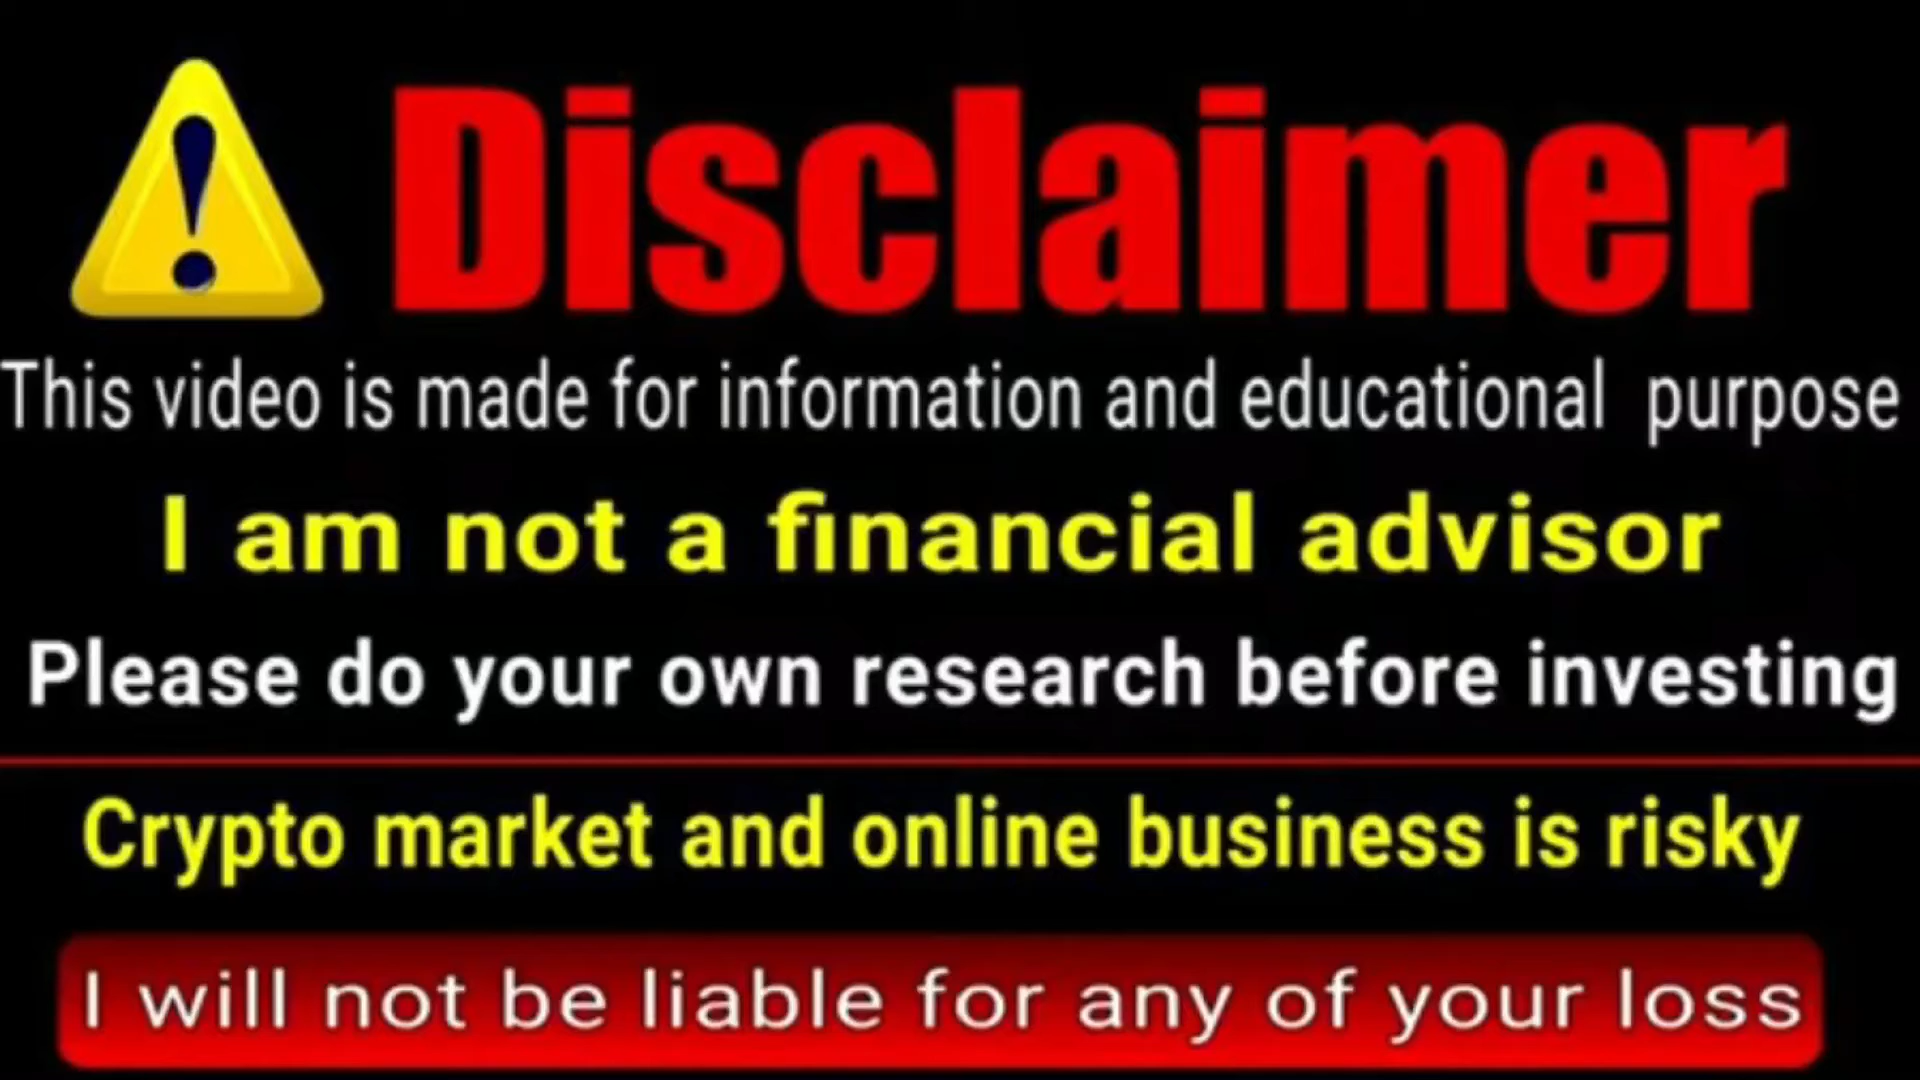 Disclaimer
This video is made for information and educational purpose
I am not a financial advisor
Please do your own research before investing
Crypto market and online business is risky
I will not be liable for any of your loss